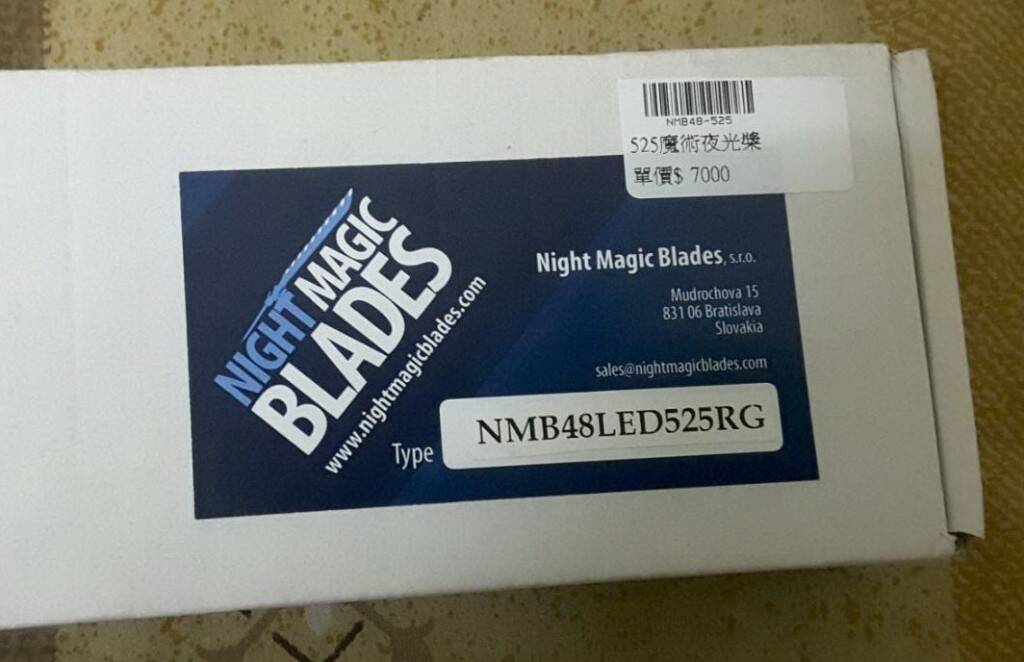 NMB48-525
525魔術夜光槳
單價$ 7000
NIGHT MAGIC
BLADES
www.nightmagicblades.com
Night Magic Blades, s.r.o.
Mudrochova 15
831 06 Bratislava
Slovakia
sales@nightmagicblades.com
Type NMB48LED525RG